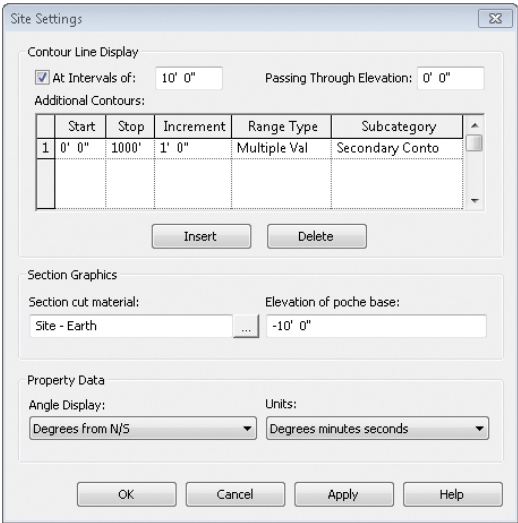 Site Settings
Contour Line Display
At Intervals of: 10' 0" Passing Through Elevation: 0' 0"
Additional Contours:
Start Stop Increment Range Type Subcategory
1 0' 0" 1000' 1' 0" Multiple Val Secondary Conto
Insert Delete
Section Graphics
Section cut material: Elevation of poche base:
Site - Earth ... -10' 0"
Property Data
Angle Display: Units:
Degrees from N/S Degrees minutes seconds
OK Cancel Apply Help